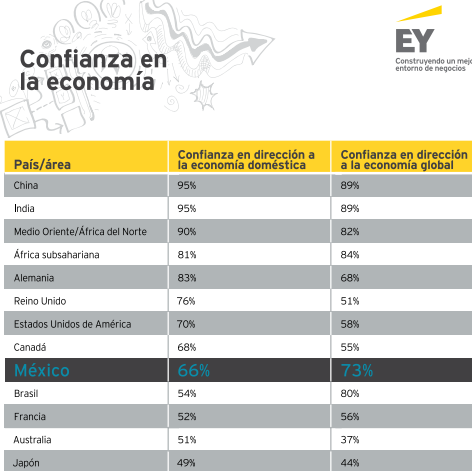 Confianza en
la economía
EY
Construyendo un mejo
entorno de negocios
País/área Confianza en dirección a la economía doméstica Confianza en dirección a la economía global
China 95% 89%
India 95% 89%
Medio Oriente/África del Norte 90% 82%
África subsahariana 81% 84%
Alemania 83% 68%
Reino Unido 76% 51%
Estados Unidos de América 70% 58%
Canadá 68% 55%
México 66% 73%
Brasil 54% 80%
Francia 52% 56%
Australia 51% 37%
Japón 49% 44%